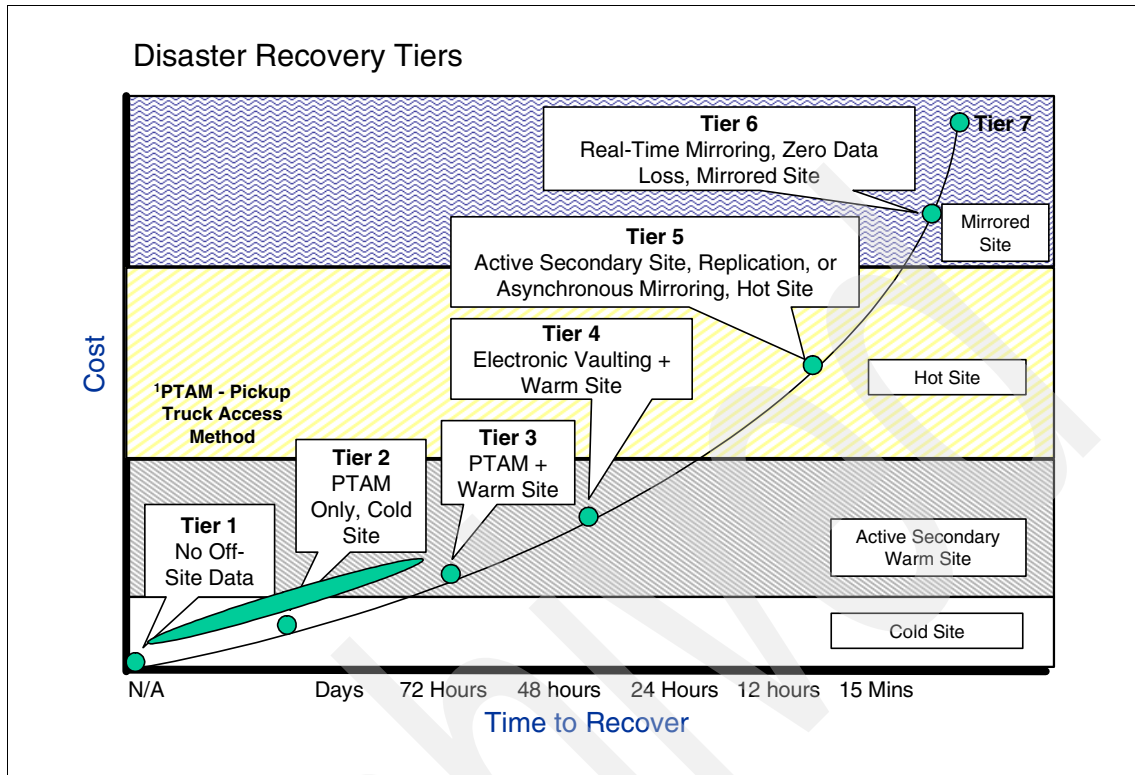 Disaster Recovery Tiers
Tier 6
Real-Time Mirroring, Zero Data
Loss, Mirrored Site
Tier 7
Mirrored
Site
Tier 5
Active Secondary Site, Replication, or
Asynchronous Mirroring, Hot Site
Tier 4
Electronic Vaulting +
Warm Site
Hot Site
Cost
¹PTAM - Pickup
Truck Access
Method
Tier 3
PTAM +
Warm Site
Tier 2
PTAM
Only, Cold
Site
Tier 1
No Off-
Site Data
Active Secondary
Warm Site
Cold Site
N/A Days 72 Hours 48 hours 24 Hours 12 hours 15 Mins
Time to Recover